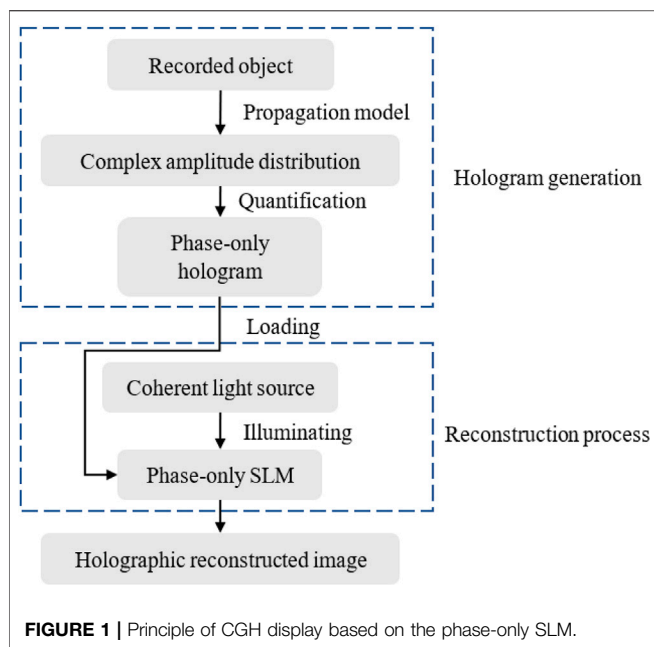 Recorded object
Propagation model
Complex amplitude distribution
Hologram generation
Quantification
Phase-only
hologram
Loading
Coherent light source
Illuminating
Reconstruction process
Phase-only SLM
Holographic reconstructed image
FIGURE 1 | Principle of CGH display based on the phase-only SLM.